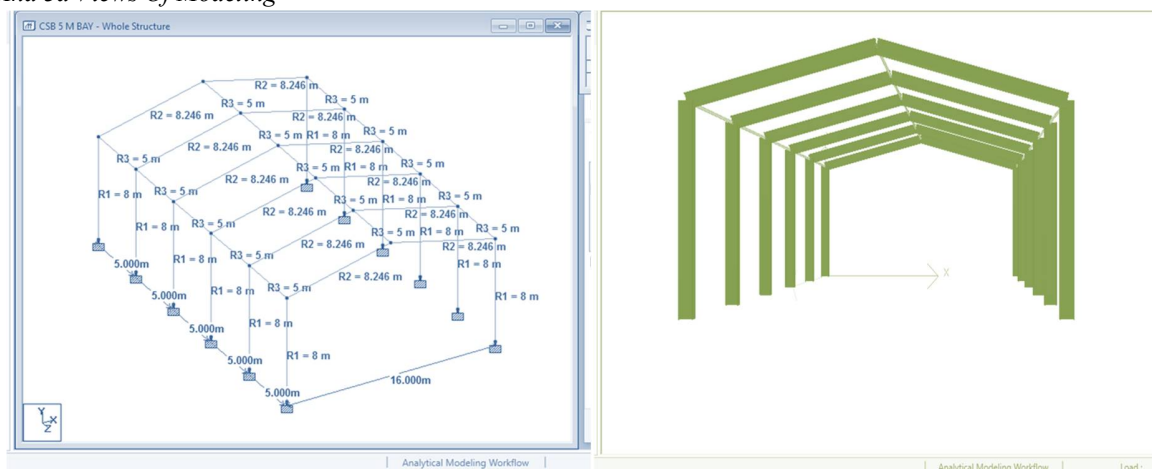 3d Views Of Modeling
CSB 5 M BAY - Whole Structure
R2 = 8.246 m
R3 = 5 m
R3 = 5 m
R2 = 8.246 m
R2 = 8.246 m
R3 = 5 m
R1 = 8 m
R3 = 5 m
R2 = 8.246 m
R2 = 8.246 m
R3 = 5 m
R3 = 5 m
R1 = 8 m
R3 = 5 m
R2 = 8.246 m
R2 = 8.246 m
R1 = 8 m
R3 = 5 m
R3 = 5 m
R1 = 8 m
R3 = 5 m
R2 = 8.246 m
R2 = 8.246 m
R1 = 8 m
R3 = 5 m
R3 = 5 m
R1 = 8 m
R3 = 5 m
R2 = 8.246 m
R2 = 8.246 m
R1 = 8 m
R3 = 5 m
R1 = 8 m
5.000m
R2 = 8.246 m
R1 = 8 m
R3 = 5 m
R1 = 8 m
5.000m
R1 = 8 m
5.000m
R1 = 8 m
5.000m
16.000m
5.000m
Y
X
Z
Analytical Modeling Workflow
X
Analytical Modeling Workflow
Load :